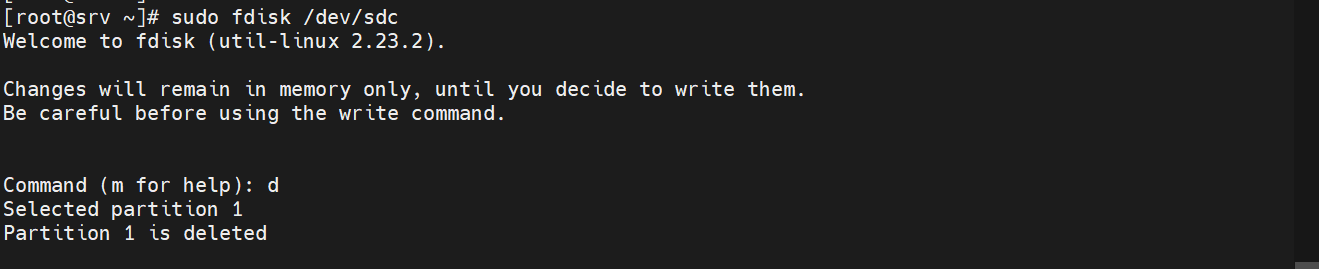 [root@srv ~]# sudo fdisk /dev/sdc
Welcome to fdisk (util-linux 2.23.2).
Changes will remain in memory only, until you decide to write them.
Be careful before using the write command.
Command (m for help): d
Selected partition 1
Partition 1 is deleted